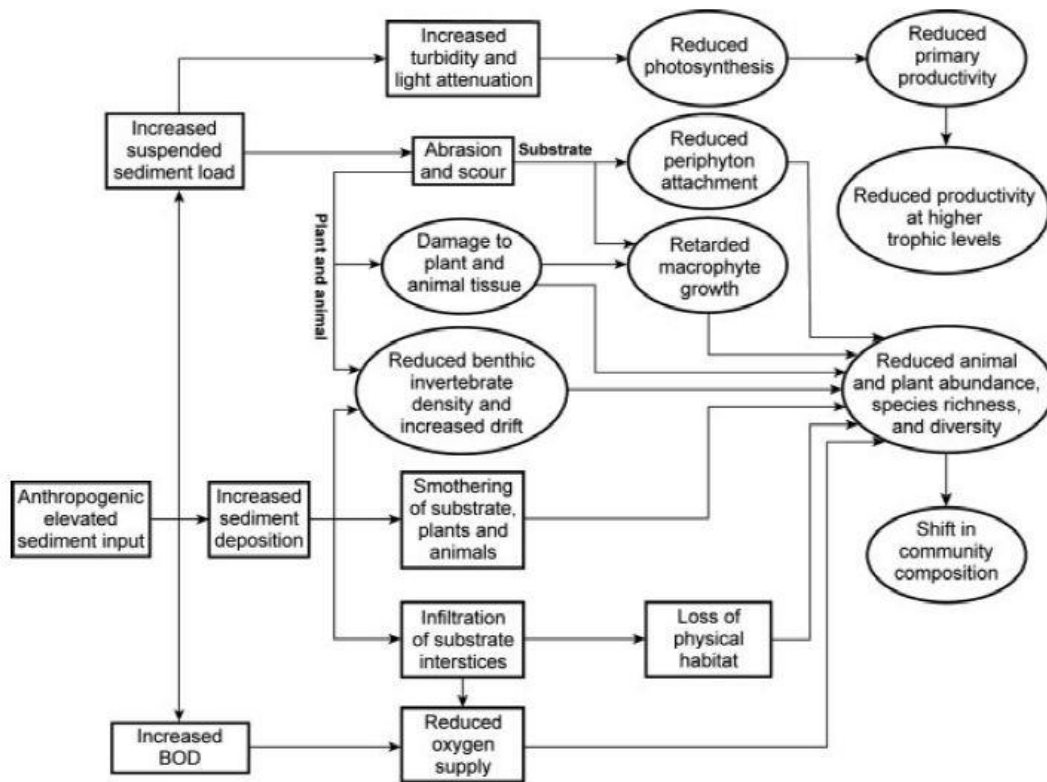 Increased
turbidity and
light attenuation
Reduced
photosynthesis
Reduced
primary
productivity
Increased
suspended
sediment load
Abrasion
and scour
Substrate
Reduced
periphyton
attachment
Reduced productivity
at higher
trophic levels
Plant and animal
Damage to
plant and
animal tissue
Retarded
macrophyte
growth
Reduced benthic
invertebrate
density and
increased drift
Reduced animal
and plant abundance,
species richness,
and diversity
Anthropogenic
elevated
sediment input
Increased
sediment
deposition
Smothering
of substrate,
plants and
animals
Shift in
community
composition
Infiltration
of substrate
interstices
Loss of
physical
habitat
Increased
BOD
Reduced
oxygen
supply